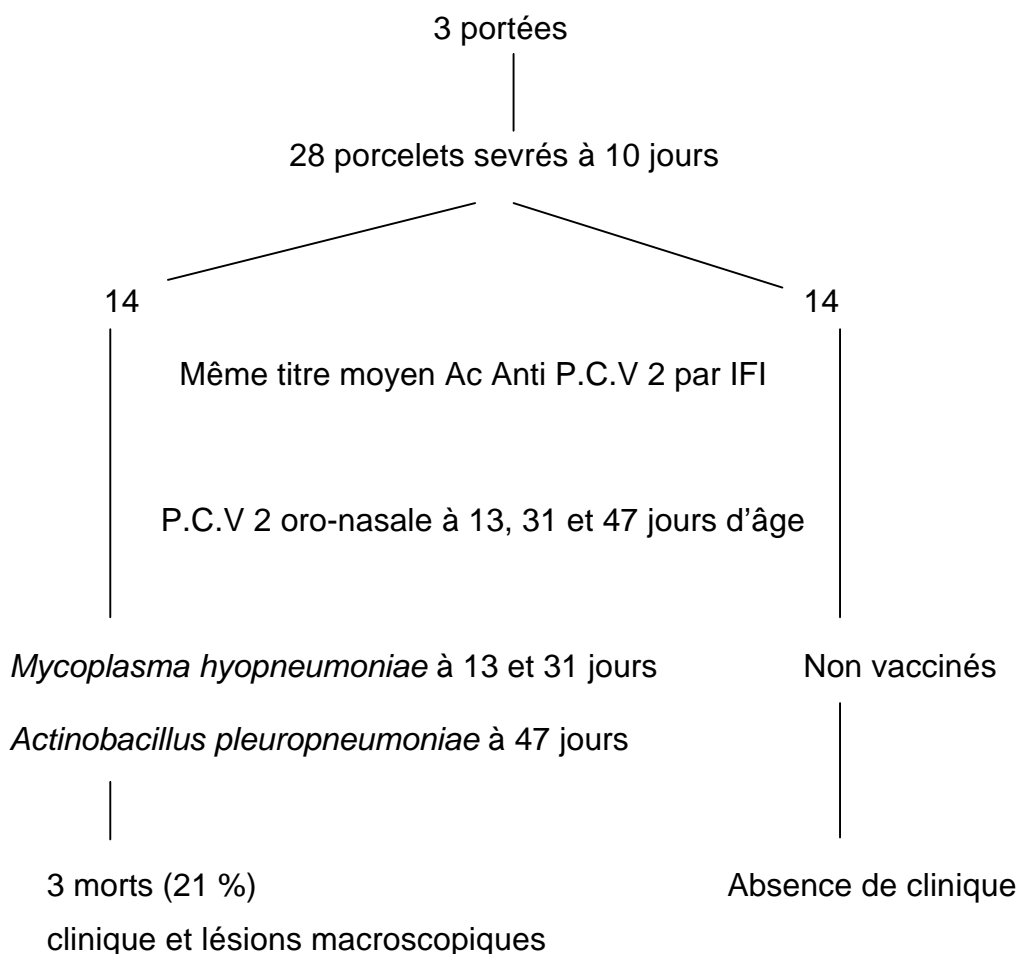 3 portées
28 porcelets sevrés à 10 jours
14 14
Même titre moyen Ac Anti P.C.V 2 par IFI
P.C.V 2 oro-nasale à 13, 31 et 47 jours d’âge
Mycoplasma hyopneumoniae à 13 et 31 jours Non vaccinés
Actinobacillus pleuropneumoniae à 47 jours
3 morts (21 %) Absence de clinique
clinique et lésions macroscopiques